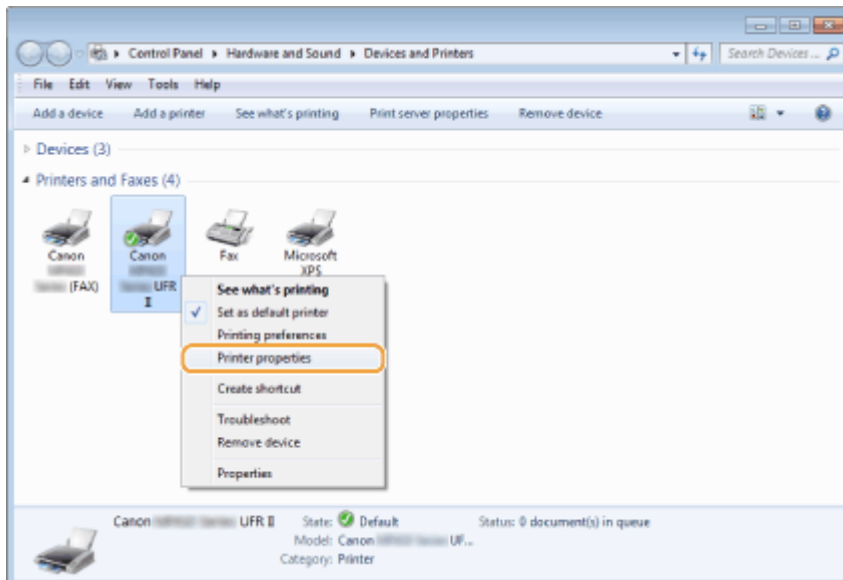 Control Panel ▸ Hardware and Sound ▸ Devices and Printers
Search Devices ...
File Edit View Tools Help
Add a device Add a printer See what's printing Print server properties Remove device
Devices (3)
Printers and Faxes (4)
Canon
(FAX)
Canon
UFR
II
Fax
Microsoft
XPS
See what's printing
Set as default printer
Printing preferences
Printer properties
Create shortcut
Troubleshoot
Remove device
Properties
Canon UFR II State: Default Status: 0 document(s) in queue
Model: Canon UF...
Category: Printer